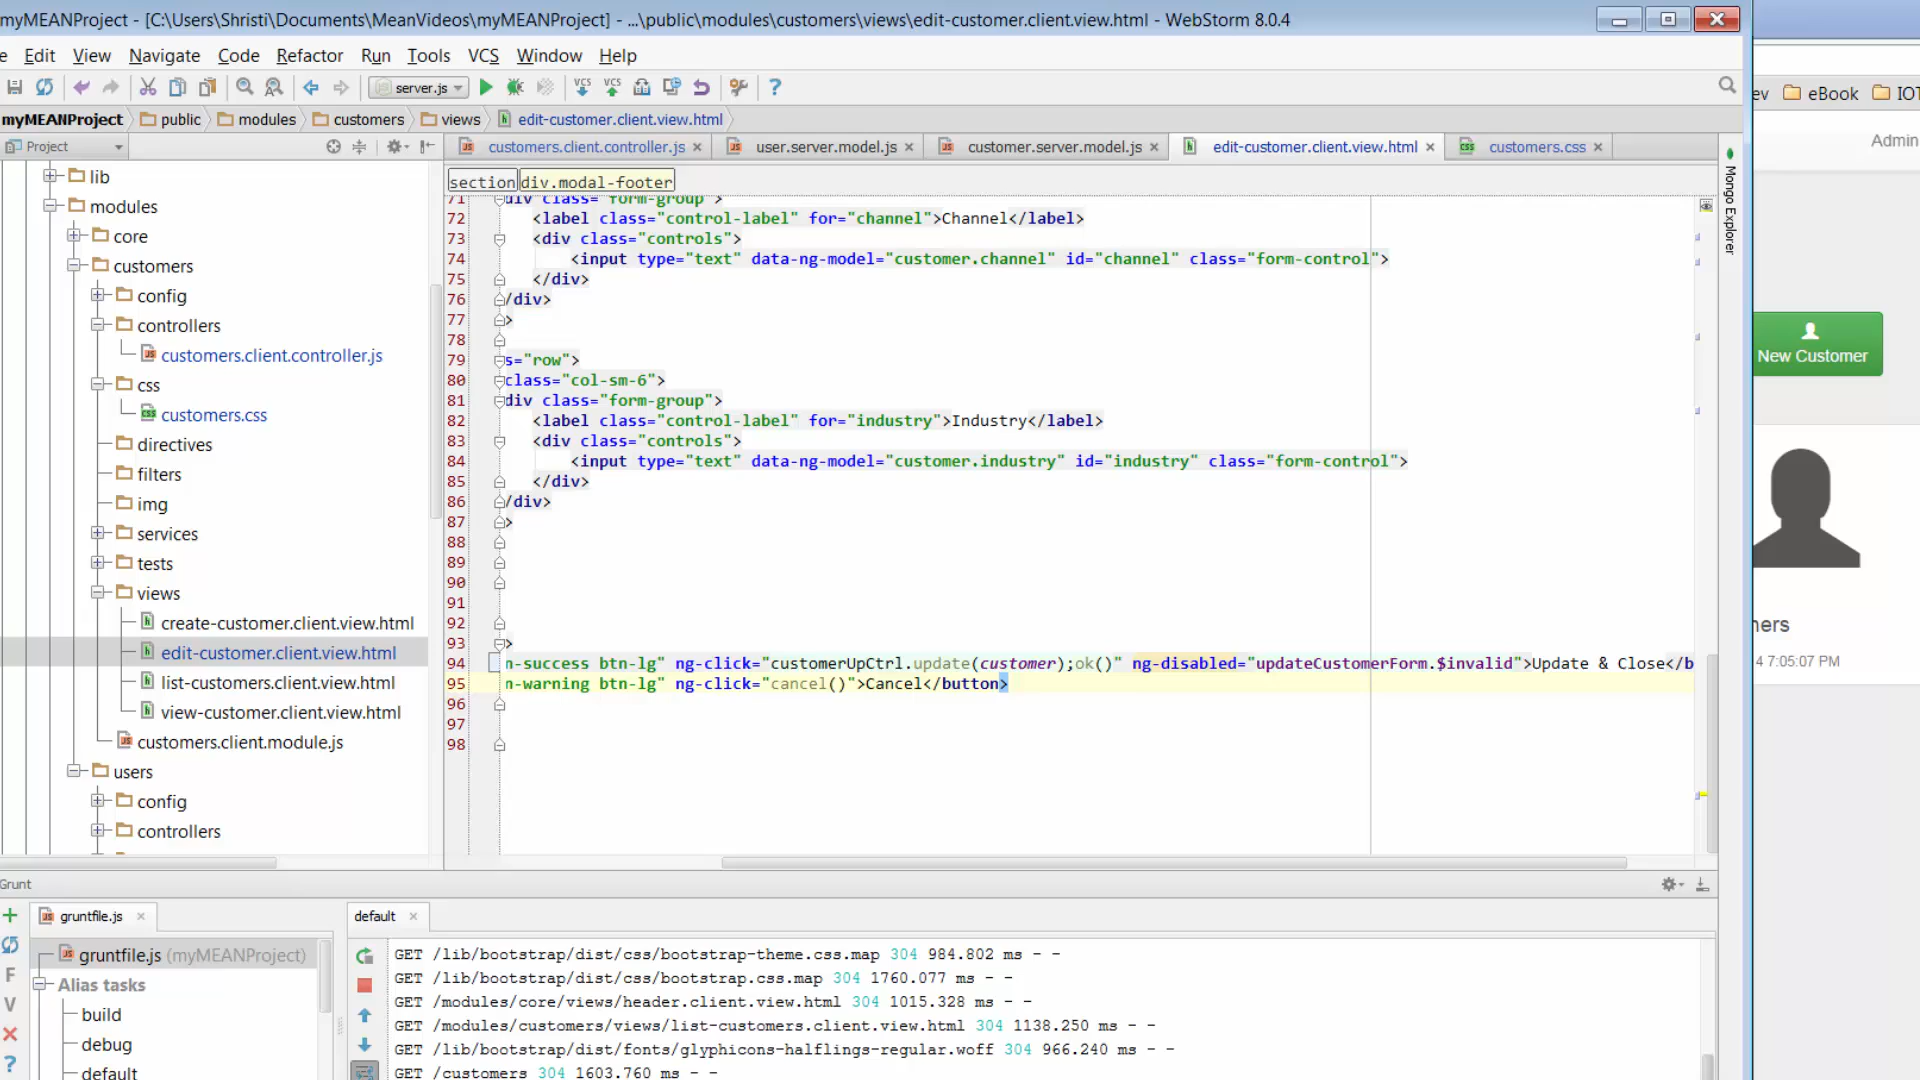 myMEANProject - [C:\Users\Shristi\Documents\MeanVideos\myMEANProject] - ...\public\modules\customers\views\edit-customer.client.view.html - WebStorm 8.0.4
e Edit View Navigate Code Refactor Run Tools VCS Window Help
server.js
VCS VCS
ev eBook IOT
myMEANProject public modules customers views edit-customer.client.view.html
Project
customers.client.controller.js user.server.model.js customer.server.model.js edit-customer.client.view.html customers.css
Admin
section div.modal-footer
Mongo Explorer
lib
modules
core
customers
config
controllers
customers.client.controller.js
css
customers.css
directives
filters
img
services
tests
views
create-customer.client.view.html
edit-customer.client.view.html
list-customers.client.view.html
view-customer.client.view.html
customers.client.module.js
users
config
controllers
71 div class="form-group">
72 <label class="control-label" for="channel">Channel</label>
73 <div class="controls">
74 <input type="text" data-ng-model="customer.channel" id="channel" class="form-control">
75 </div>
76 /div>
77 >
78
79 s="row">
80 class="col-sm-6">
81 div class="form-group">
82 <label class="control-label" for="industry">Industry</label>
83 <div class="controls">
84 <input type="text" data-ng-model="customer.industry" id="industry" class="form-control">
85 </div>
86 /div>
87 >
88
89
90
91
92
93 >
94 n-success btn-lg" ng-click="customerUpCtrl.update(customer);ok()" ng-disabled="updateCustomerForm.$invalid">Update & Close</b
95 n-warning btn-lg" ng-click="cancel()">Cancel</button>
96
97
98
New Customer
ners
4 7:05:07 PM
Grunt
gruntfile.js
gruntfile.js (myMEANProject)
Alias tasks
build
debug
default
F
V
default
GET /lib/bootstrap/dist/css/bootstrap-theme.css.map 304 984.802 ms - -
GET /lib/bootstrap/dist/css/bootstrap.css.map 304 1760.077 ms - -
GET /modules/core/views/header.client.view.html 304 1015.328 ms - -
GET /modules/customers/views/list-customers.client.view.html 304 1138.250 ms - -
GET /lib/bootstrap/dist/fonts/glyphicons-halflings-regular.woff 304 966.240 ms - -
GET /customers 304 1603.760 ms - -